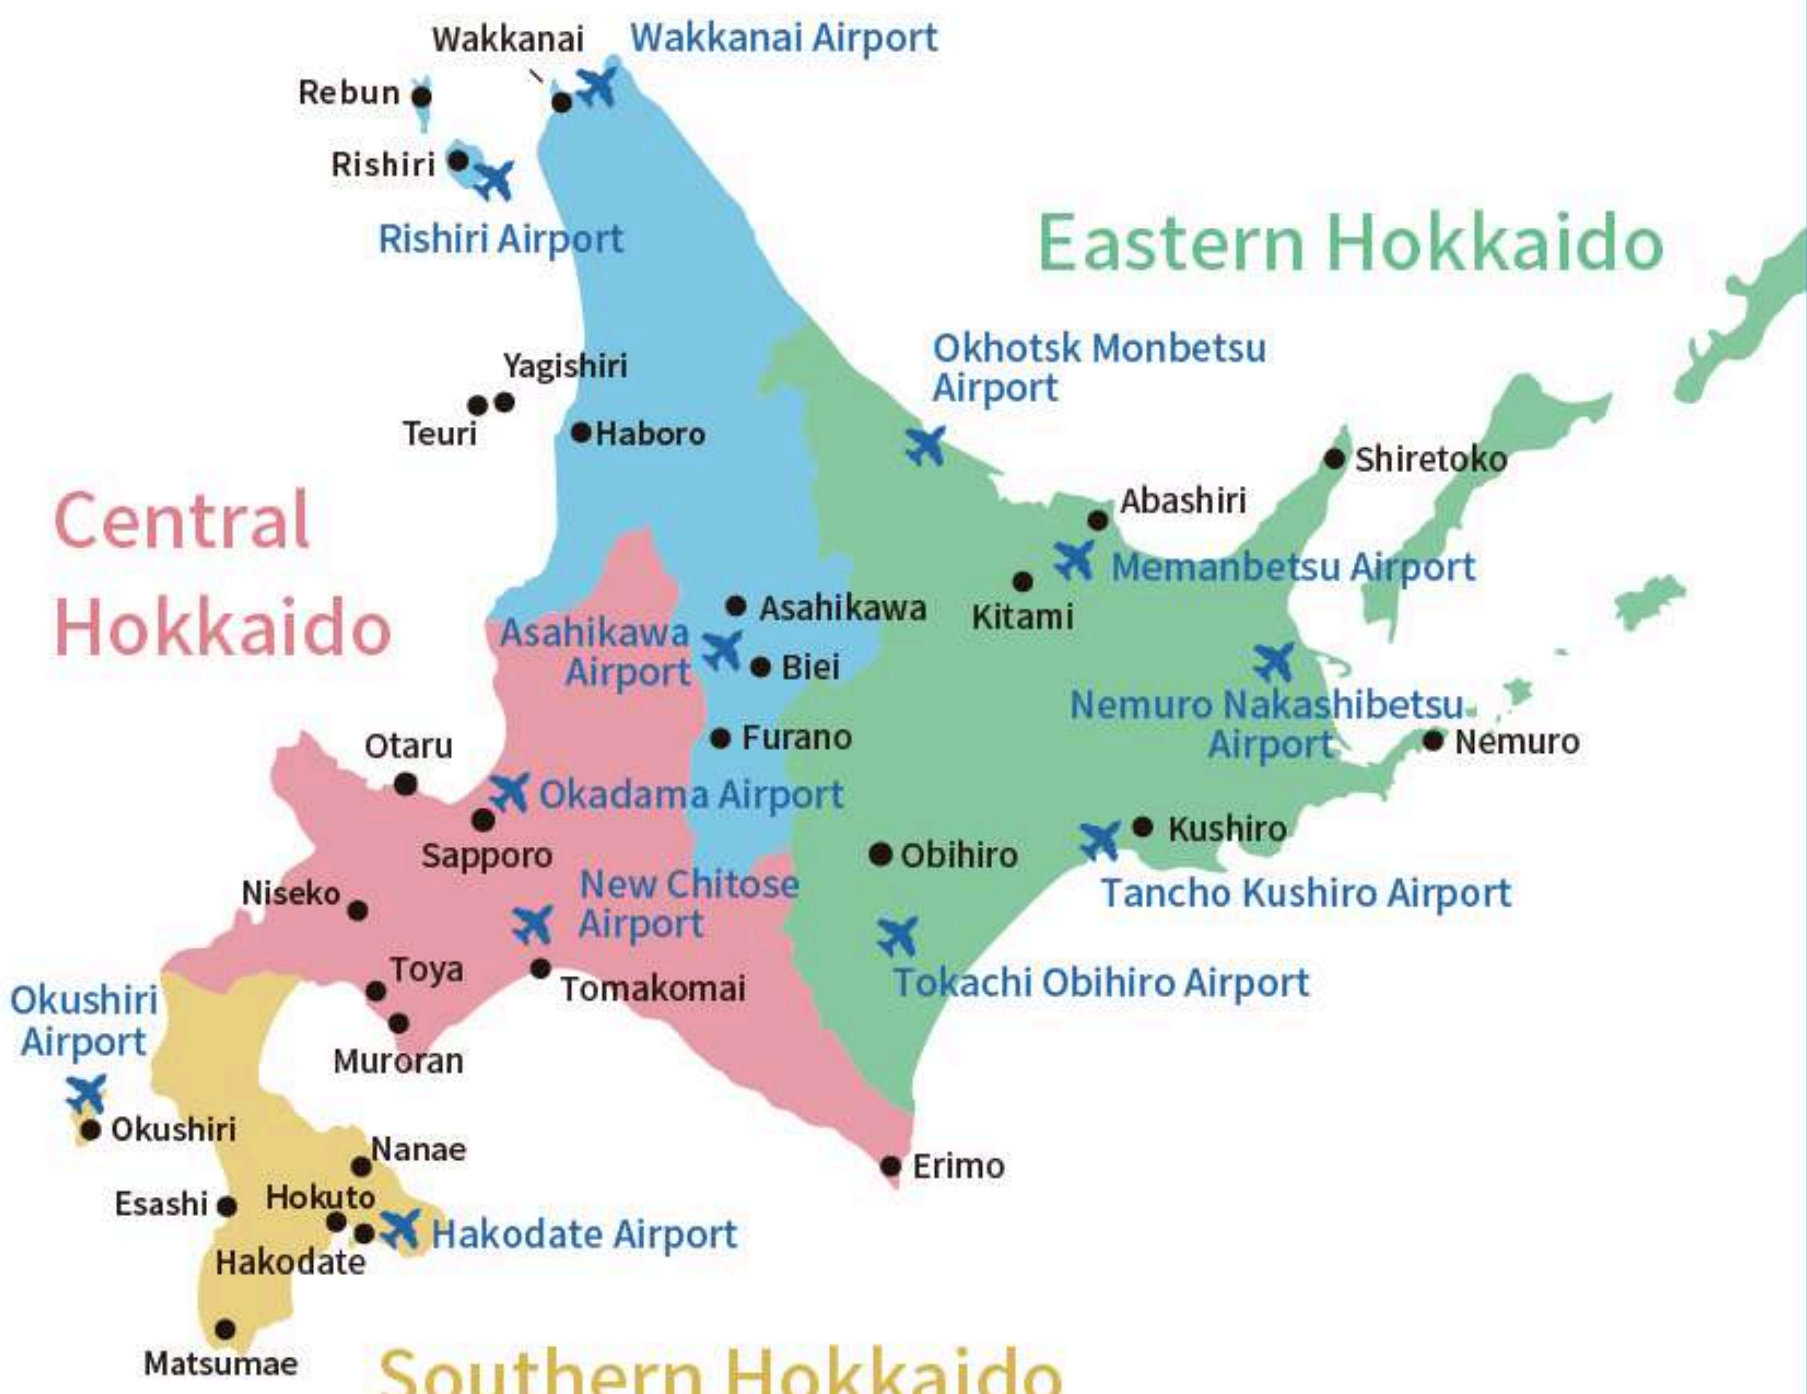 Wakkanai
Wakkanai Airport
Rebun
Rishiri
Rishiri Airport
Eastern Hokkaido
Okhotsk Monbetsu
Airport
Yagishiri
Teuri
Haboro
Shiretoko
Central
Hokkaido
Abashiri
Memanbetsu Airport
Kitami
Asahikawa
Asahikawa
Airport
Biei
Nemuro Nakashibetsu
Airport
Nemuro
Furano
Otaru
Okadama Airport
Sapporo
Kushiro
Obihiro
Tancho Kushiro Airport
New Chitose
Airport
Niseko
Toya
Tomakomai
Tokachi Obihiro Airport
Okushiri
Airport
Muroran
Okushiri
Nanae
Erimo
Esashi
Hokuto
Hakodate Airport
Hakodate
Matsumae
Southern Hokkaido